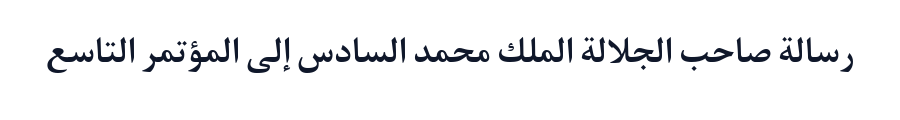 رسالة صاحب الجلالة الملك محمد السادس إلى المؤتمر التاسع